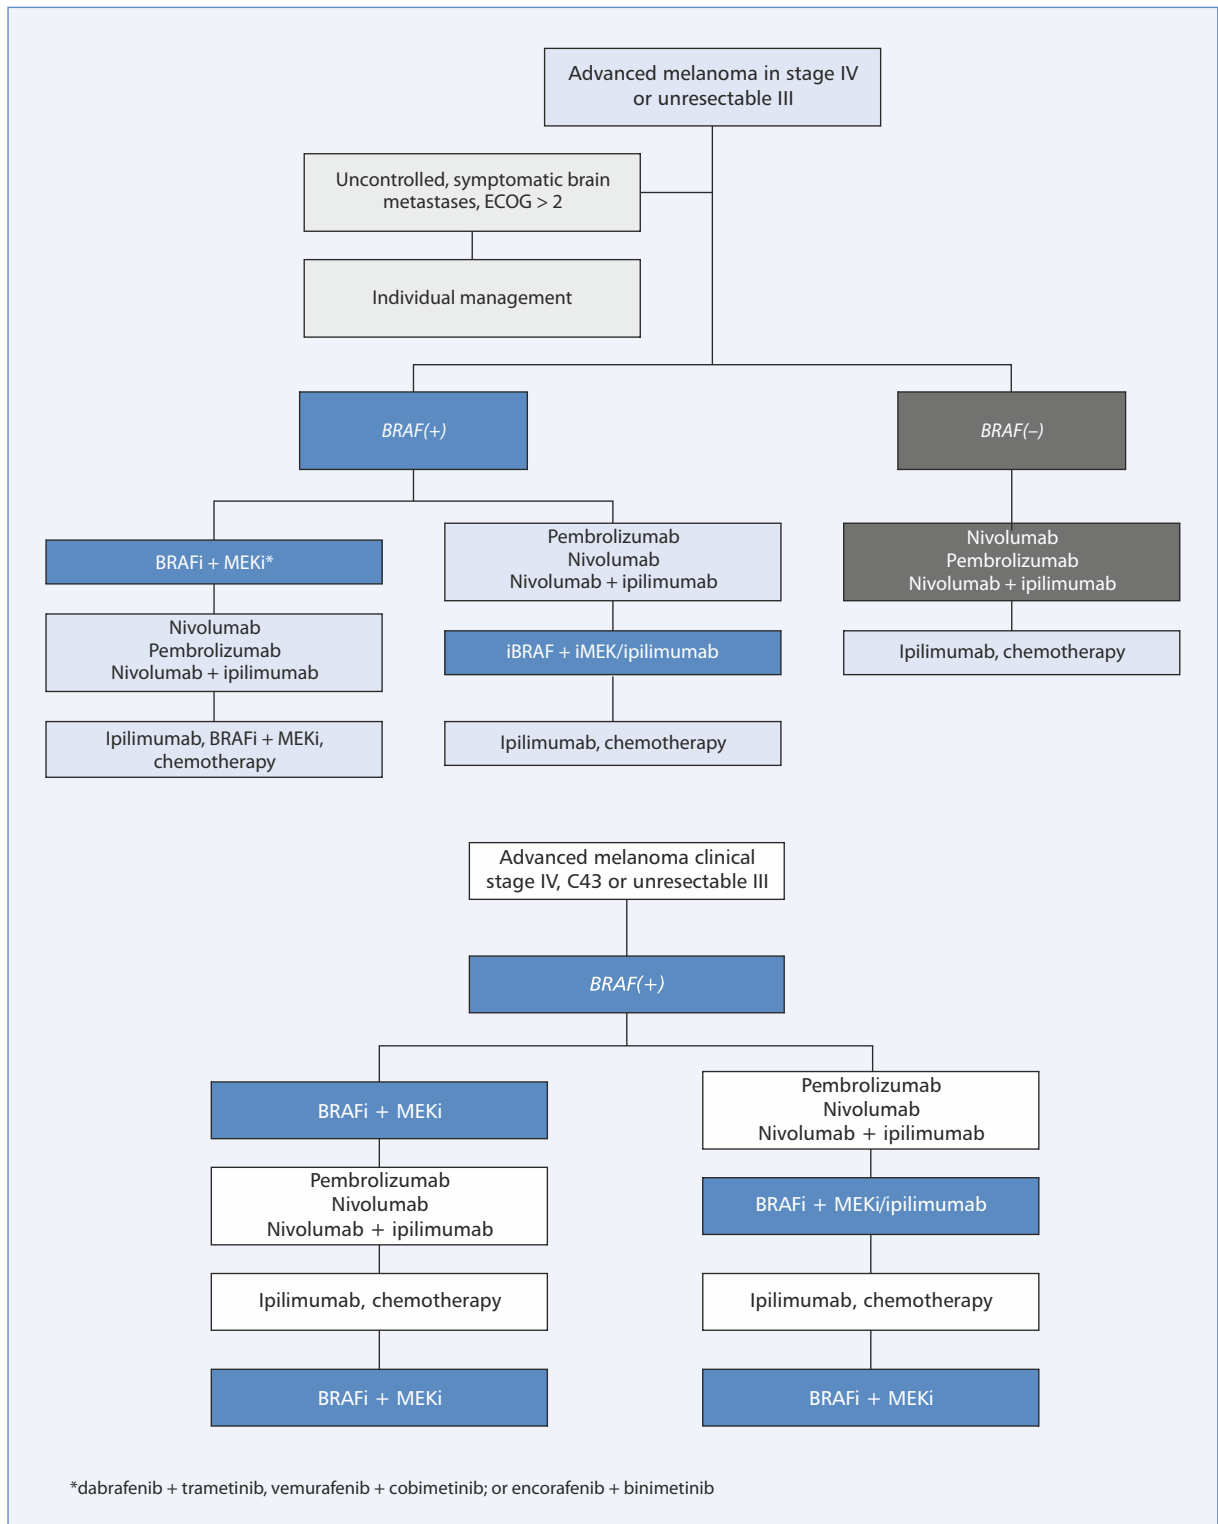 Advanced melanoma in stage IV
or unresectable III
Uncontrolled, symptomatic brain
metastases, ECOG > 2
Individual management
BRAF(+)
BRAF(–)
BRAFi + MEKi*
Nivolumab
Pembrolizumab
Nivolumab + ipilimumab
Ipilimumab, BRAFi + MEKi,
chemotherapy
Pembrolizumab
Nivolumab
Nivolumab + ipilimumab
iBRAF + iMEK/ipilimumab
Ipilimumab, chemotherapy
Nivolumab
Pembrolizumab
Nivolumab + ipilimumab
Ipilimumab, chemotherapy
Advanced melanoma clinical
stage IV, C43 or unresectable III
BRAF(+)
BRAFi + MEKi
Pembrolizumab
Nivolumab
Nivolumab + ipilimumab
Ipilimumab, chemotherapy
BRAFi + MEKi
Pembrolizumab
Nivolumab
Nivolumab + ipilimumab
BRAFi + MEKi/ipilimumab
Ipilimumab, chemotherapy
BRAFi + MEKi
*dabrafenib + trametinib, vemurafenib + cobimetinib; or encorafenib + binimetinib